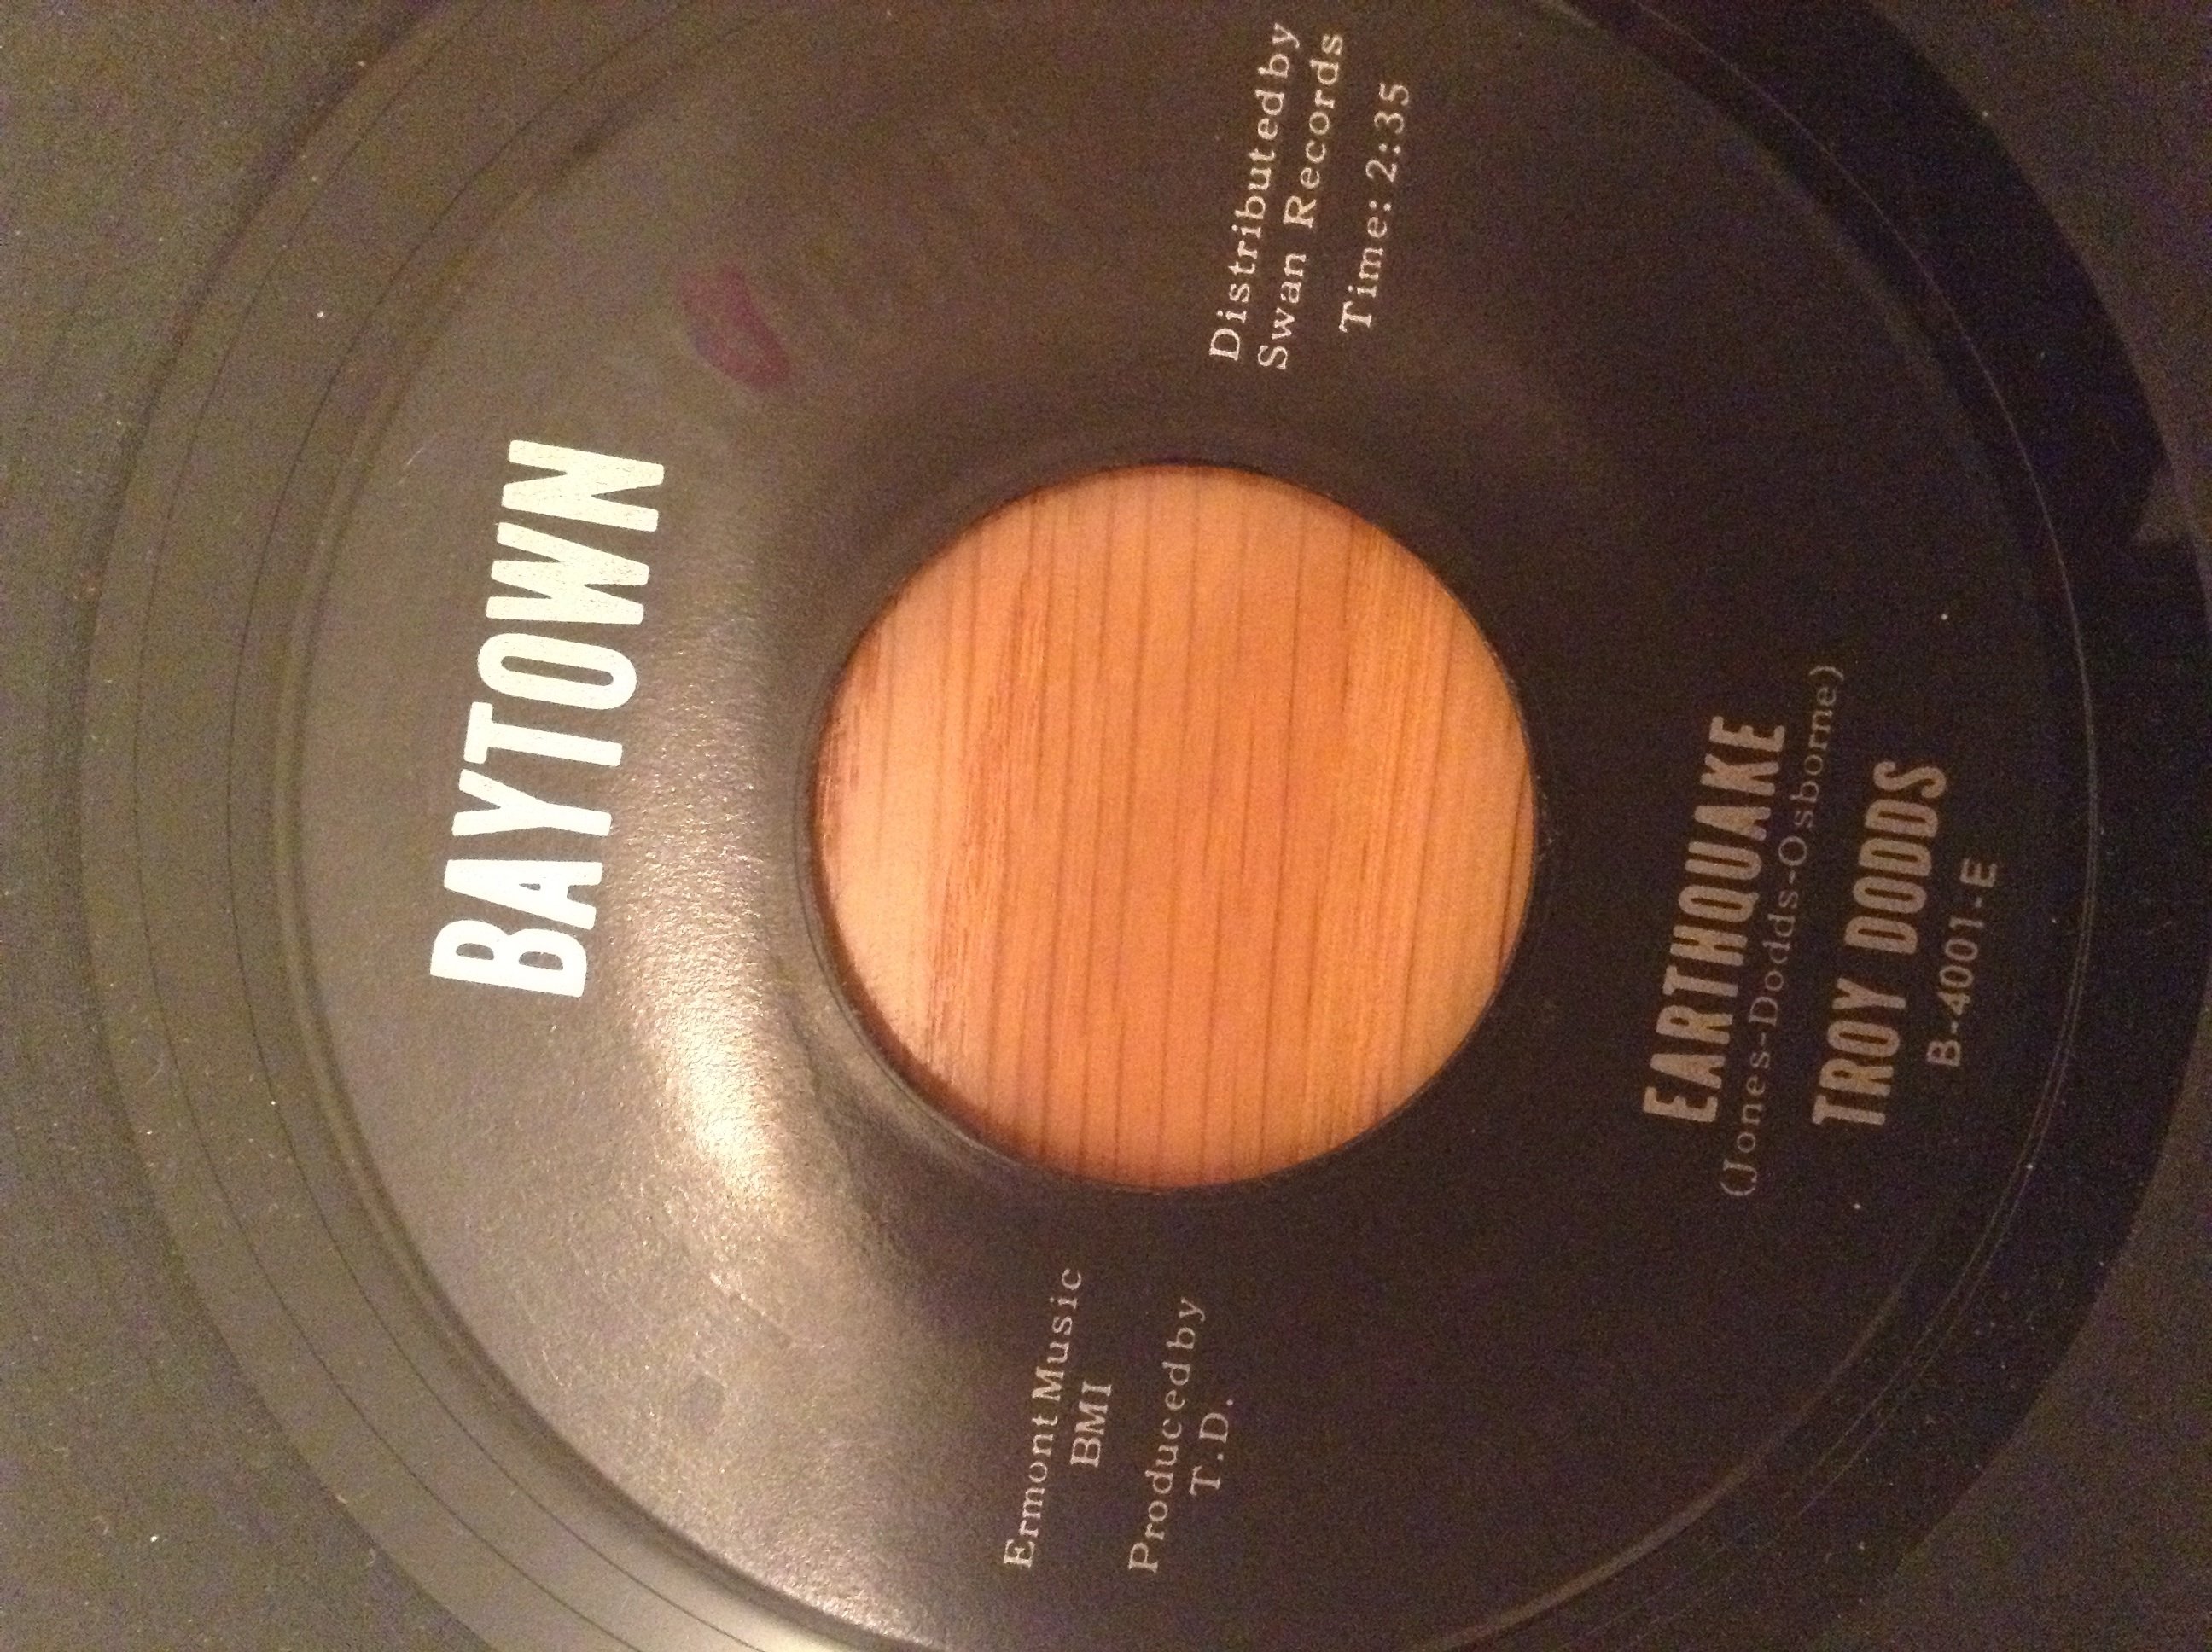 BAYTOWN
Ermont Music
BMI
Produced by
T.D.
Distributed by
Swan Records
Time: 2:35
EARTHQUAKE
(Jones-Dodds-Osborne)
TROY DODDS
B-4001-E